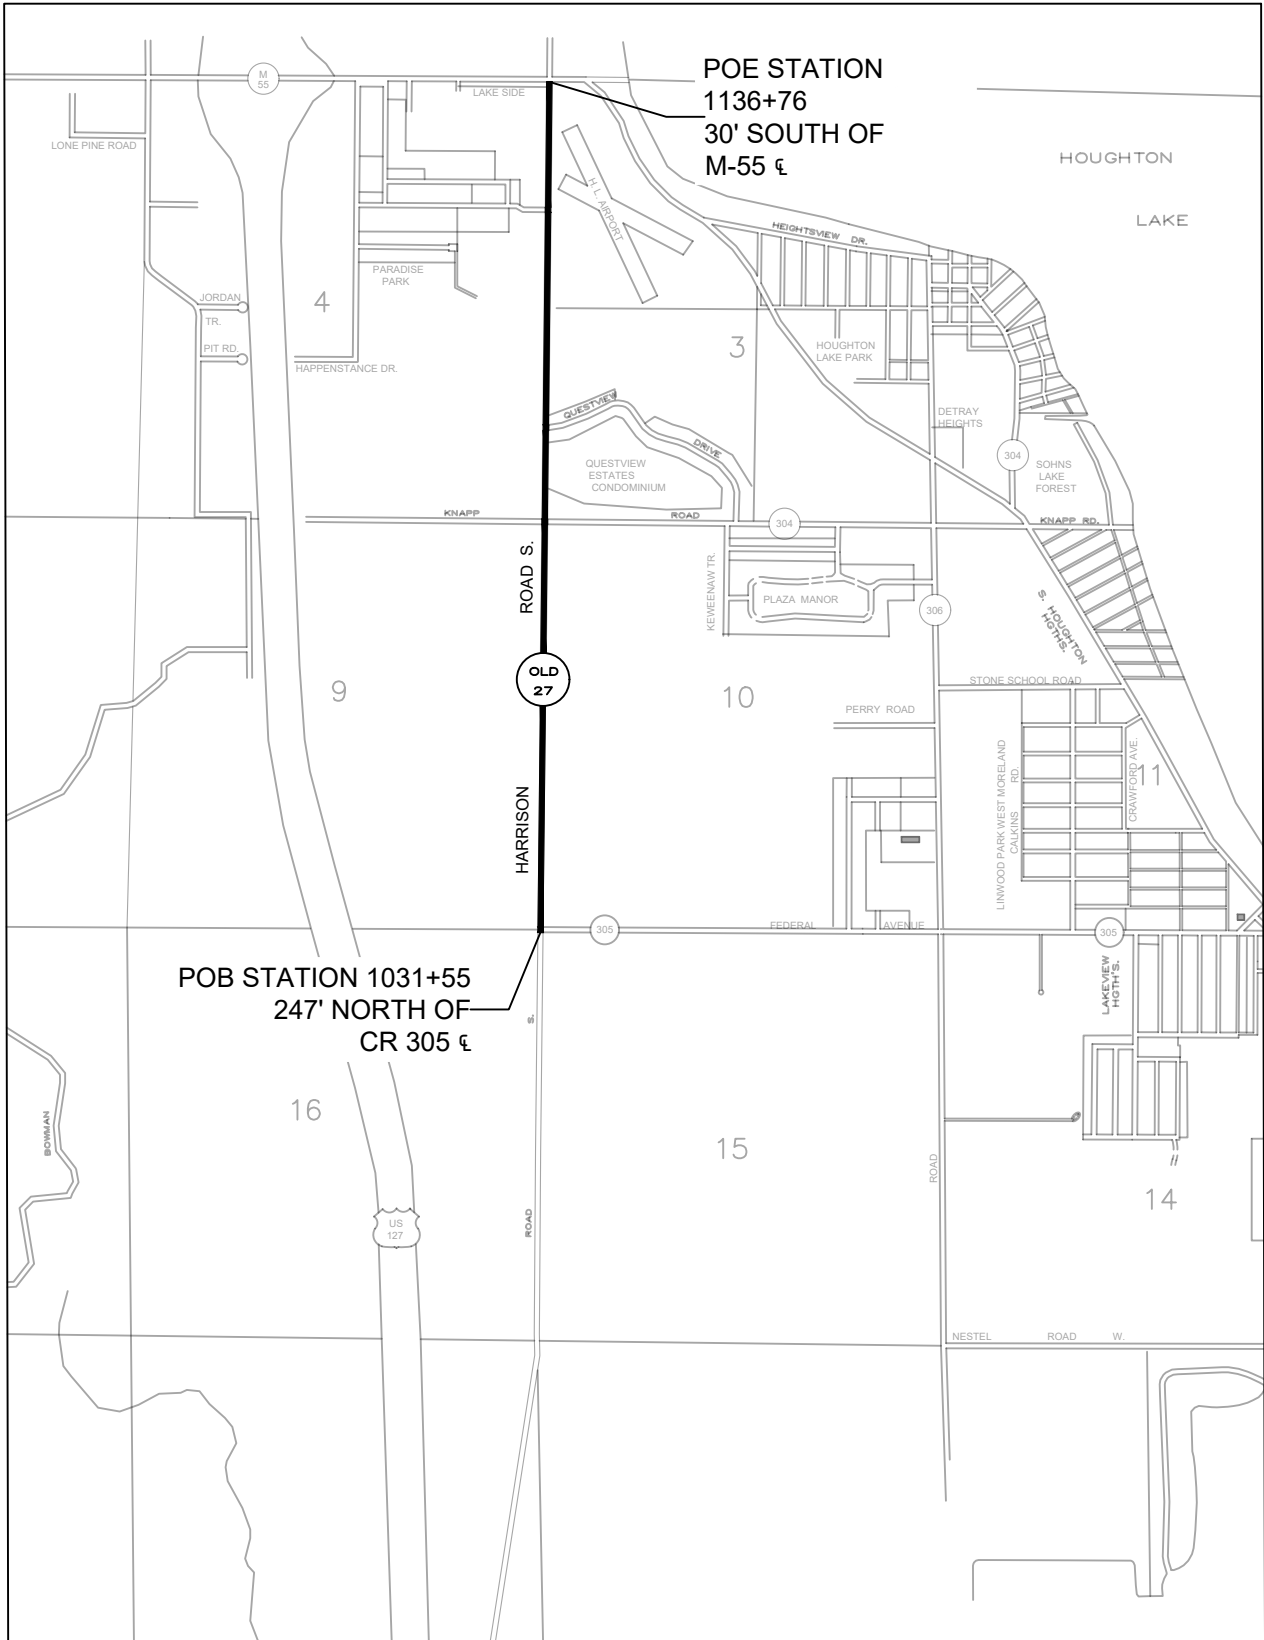 POE STATION
1136+76
30' SOUTH OF
M-55 ℄
M
55
LAKE SIDE
LONE PINE ROAD
HOUGHTON
LAKE
H. L. AIRPORT
HEIGHTSVIEW DR.
PARADISE
PARK
JORDAN
TR.
4
PIT RD.
HAPPENSTANCE DR.
3
HOUGHTON
LAKE PARK
QUESTVIEW
DRIVE
DETRAY
HEIGHTS
QUESTVIEW
ESTATES
CONDOMINIUM
304
SOHNS
LAKE
FOREST
KNAPP
ROAD
304
KNAPP RD.
ROAD S.
KEWEENAW TR.
PLAZA MANOR
306
S. HOUGHTON
HGTHS.
OLD
27
9
10
STONE SCHOOL ROAD
PERRY ROAD
LINWOOD PARK WEST MORELAND
CALKINS RD.
CRAWFORD AVE.
11
HARRISON
305
FEDERAL
AVENUE
305
POB STATION 1031+55
247' NORTH OF
CR 305 ℄
S.
LAKEVIEW
HGTH'S.
16
BOWMAN
15
ROAD
14
US
127
ROAD
NESTEL ROAD W.